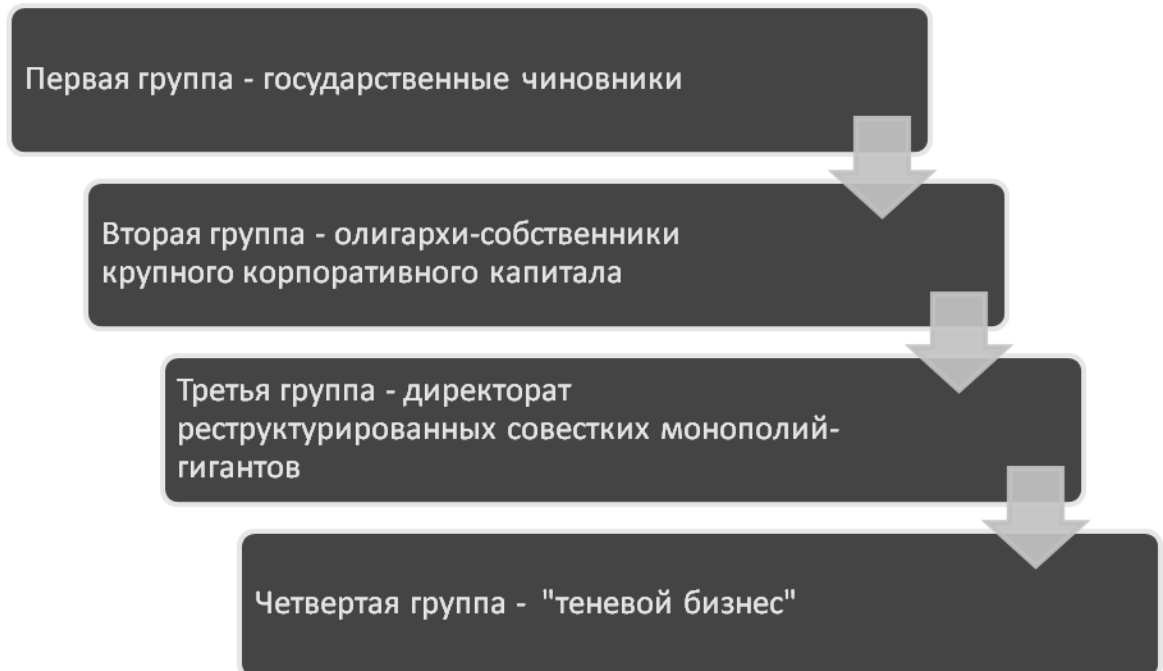 Первая группа - государственные чиновники
Вторая группа - олигархи-собственники
крупного корпоративного капитала
Третья группа - директорат
реструктурированных совестких монополий-
гигантов
Четвертая группа - "теневой бизнес"